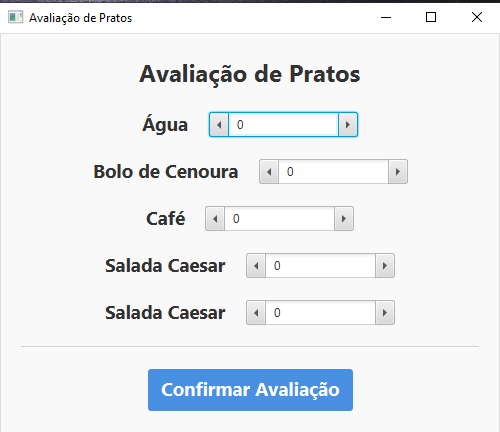 Avaliação de Pratos
Avaliação de Pratos
Água 0
Bolo de Cenoura 0
Café 0
Salada Caesar 0
Salada Caesar 0
Confirmar Avaliação